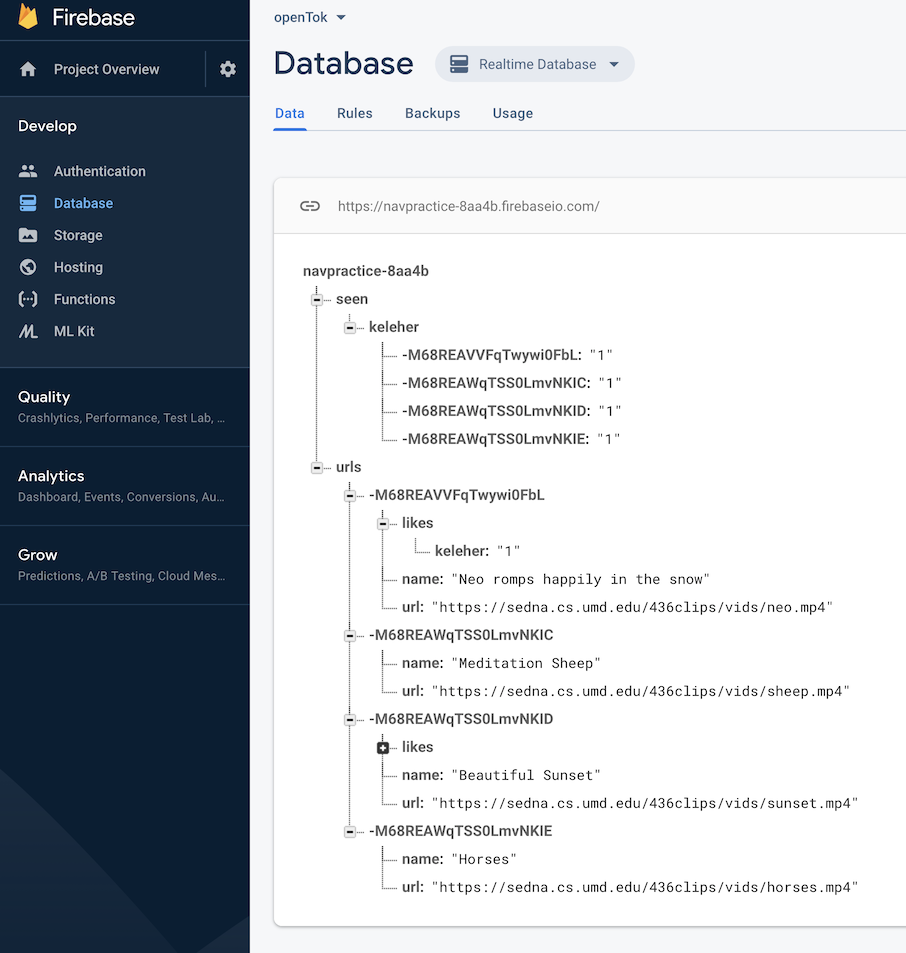 Firebase
Project Overview
Develop
Authentication
Database
Storage
Hosting
Functions
ML Kit
Quality
Crashlytics, Performance, Test Lab, ...
Analytics
Dashboard, Events, Conversions, Au...
Grow
Predictions, A/B Testing, Cloud Mes...
openTok
Database
Realtime Database
Data
Rules
Backups
Usage
https://navpractice-8aa4b.firebaseio.com/
navpractice-8aa4b
seen
keleher
-M68REAVVFqTwywi0FbL: "1"
-M68REAWqTSS0LmvNKIC: "1"
-M68REAWqTSS0LmvNKID: "1"
-M68REAWqTSS0LmvNKIE: "1"
urls
-M68REAVVFqTwywi0FbL
likes
keleher: "1"
name: "Neo romps happily in the snow"
url: "https://sedna.cs.umd.edu/436clips/vids/neo.mp4"
-M68REAWqTSS0LmvNKIC
name: "Meditation Sheep"
url: "https://sedna.cs.umd.edu/436clips/vids/sheep.mp4"
-M68REAWqTSS0LmvNKID
likes
name: "Beautiful Sunset"
url: "https://sedna.cs.umd.edu/436clips/vids/sunset.mp4"
-M68REAWqTSS0LmvNKIE
name: "Horses"
url: "https://sedna.cs.umd.edu/436clips/vids/horses.mp4"